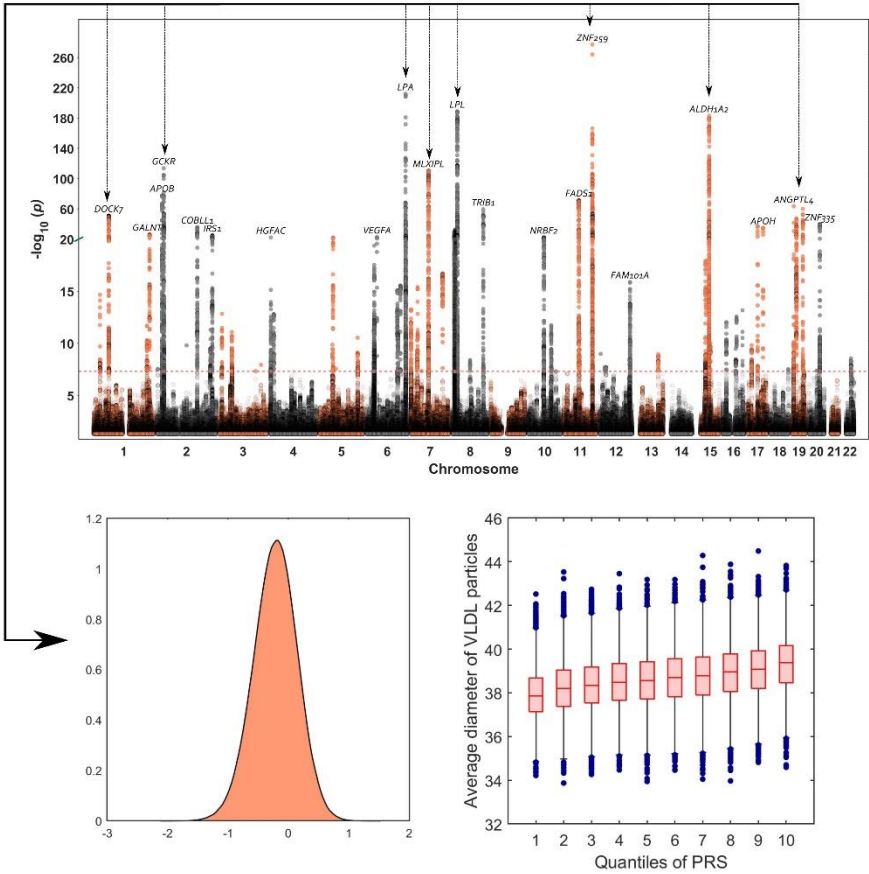 ZNF259
260
LPA
220
LPL
ALDH1A2
180
GCKR
140
MLXIPL
100
APOB
DOCK7
TRIB1
FADS2
ANGPTL4
60
GALNT2
COBLL1
IRS1
HGFAC
VEGFA
NRBF2
APOH
ZNF335
20
FAM101A
15
10
5
-log10 (p)
1 2 3 4 5 6 7 8 9 10 11 12 13 14 15 16 17 18 19 20 21 22
Chromosome
1.2
1
0.8
0.6
0.4
0.2
0
-3 -2 -1 0 1 2
46
44
42
40
38
36
34
32
Average diameter of VLDL particles
1 2 3 4 5 6 7 8 9 10
Quantiles of PRS